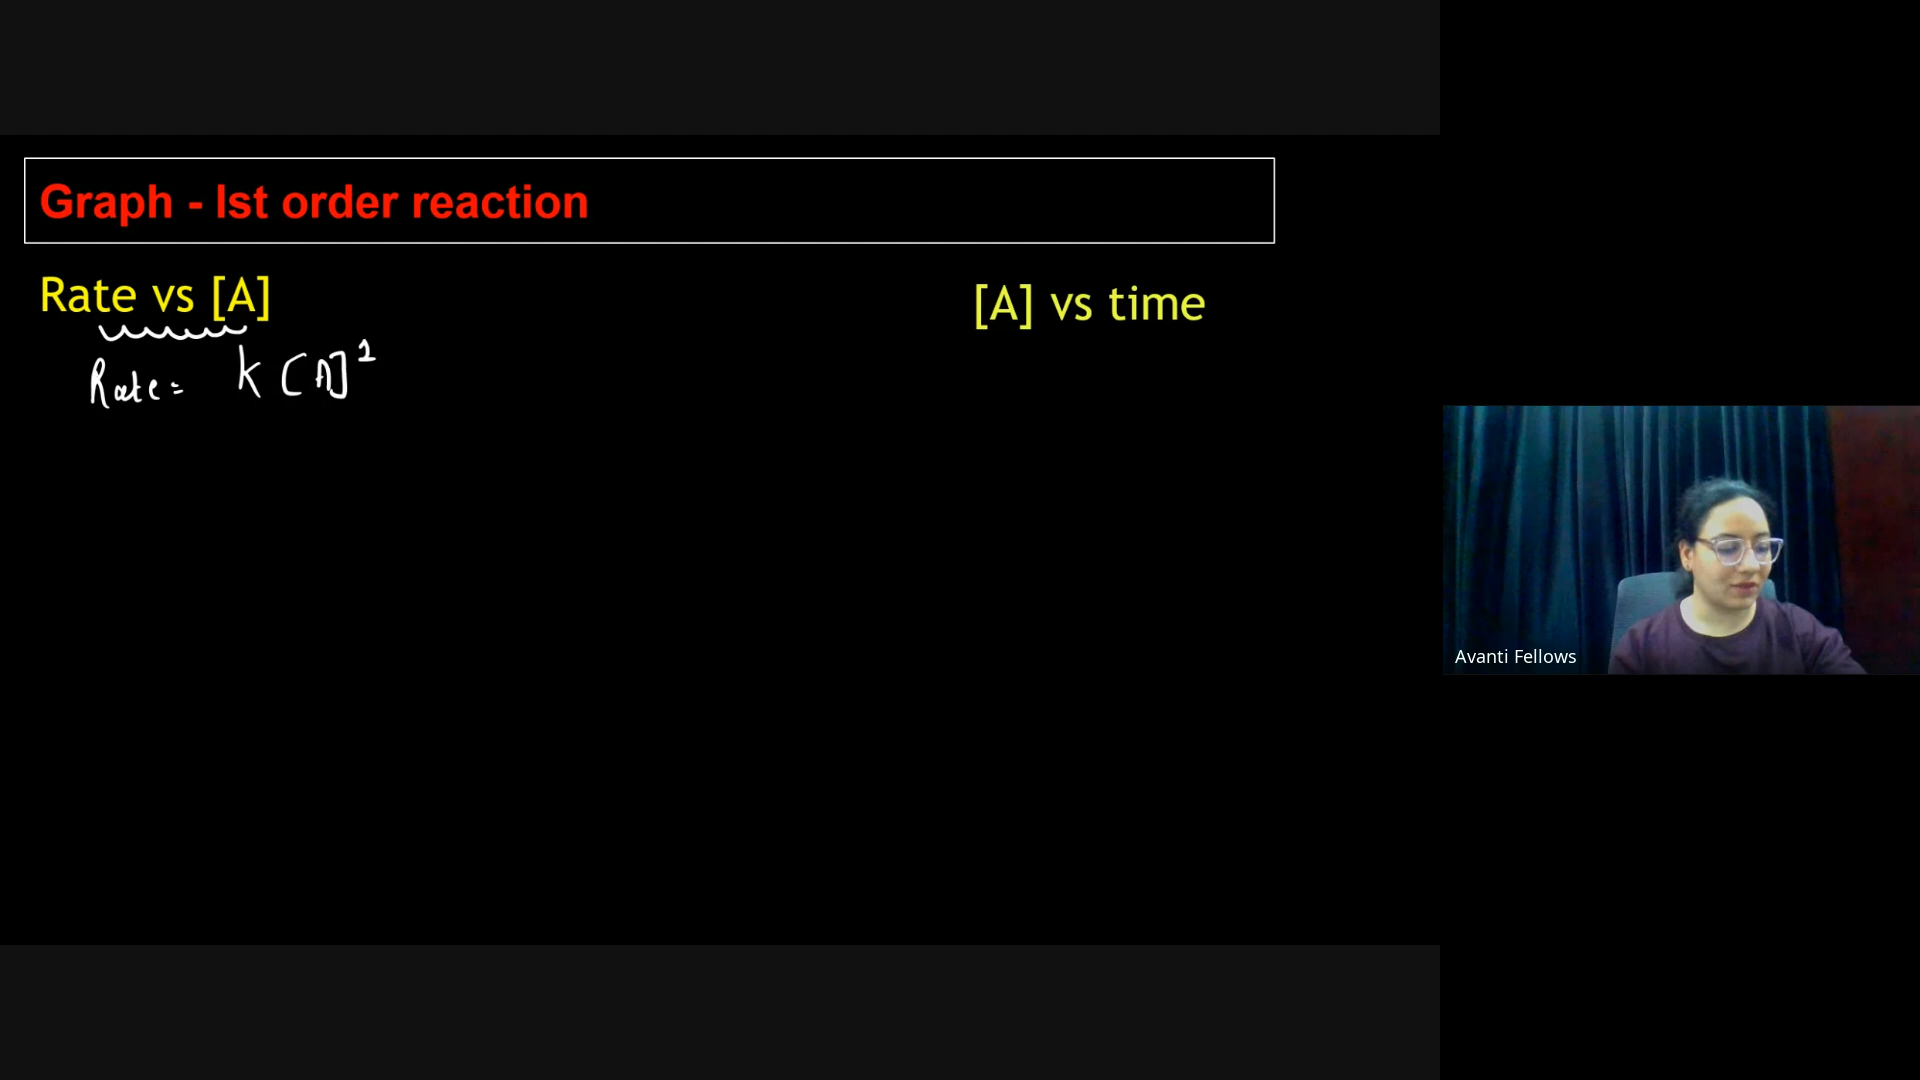 Graph - Ist order reaction
Rate vs [A]
[A] vs time
Rate = k [A]¹
Avanti Fellows